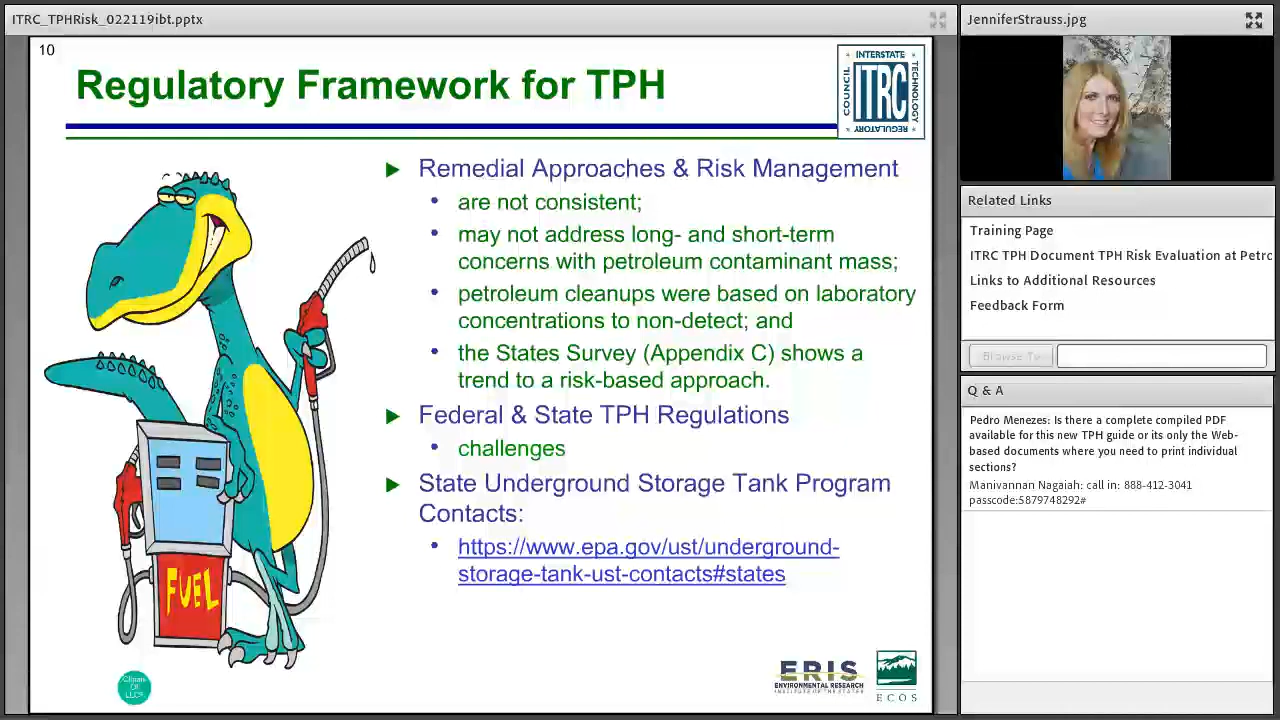 ITRC_TPHRisk_022119ibt.pptx
10
Regulatory Framework for TPH
INTERSTATE
COUNCIL
ITRC
TECHNOLOGY
REGULATORY
► Remedial Approaches & Risk Management
• are not consistent;
• may not address long- and short-term
concerns with petroleum contaminant mass;
• petroleum cleanups were based on laboratory
concentrations to non-detect; and
• the States Survey (Appendix C) shows a
trend to a risk-based approach.
► Federal & State TPH Regulations
• challenges
► State Underground Storage Tank Program
Contacts:
• https://www.epa.gov/ust/underground-
storage-tank-ust-contacts#states
FUEL
ERIS
ENVIRONMENTAL RESEARCH
INSTITUTE OF THE STATES
ECOS
JenniferStrauss.jpg
Related Links
Training Page
ITRC TPH Document TPH Risk Evaluation at Petrc
Links to Additional Resources
Feedback Form
Browse To
Q & A
Pedro Menezes: Is there a complete compiled PDF
available for this new TPH guide or its only the Web-
based documents where you need to print individual
sections?
Manivannan Nagaiah: call in: 888-412-3041
passcode:5879748292#